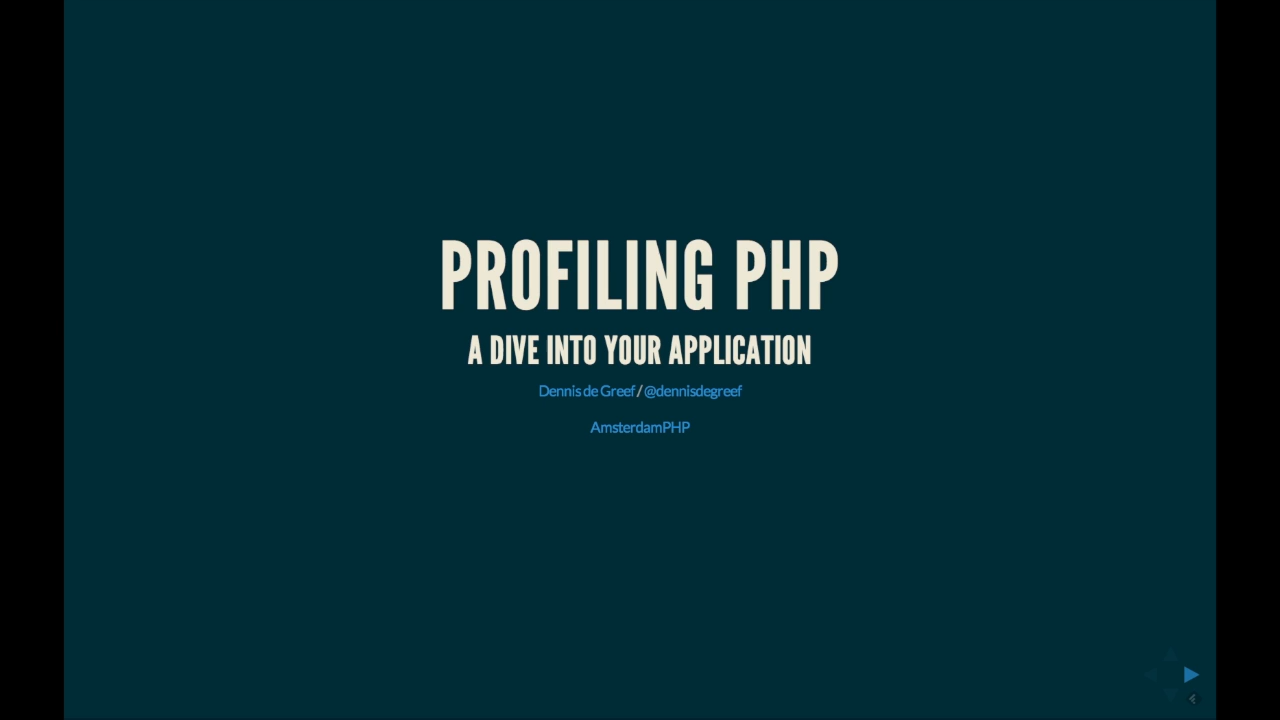 PROFILING PHP
A DIVE INTO YOUR APPLICATION
Dennis de Greef / @dennisdegreef
AmsterdamPHP